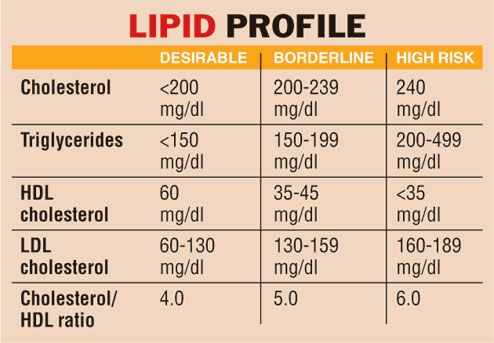 LIPID PROFILE
DESIRABLE BORDERLINE HIGH RISK
Cholesterol <200 200-239 240
mg/dl mg/dl mg/dl
Triglycerides <150 150-199 200-499
mg/dl mg/dl mg/dl
HDL 60 35-45 <35
cholesterol mg/dl mg/dl mg/dl
LDL 60-130 130-159 160-189
cholesterol mg/dl mg/dl mg/dl
Cholesterol/ 4.0 5.0 6.0
HDL ratio